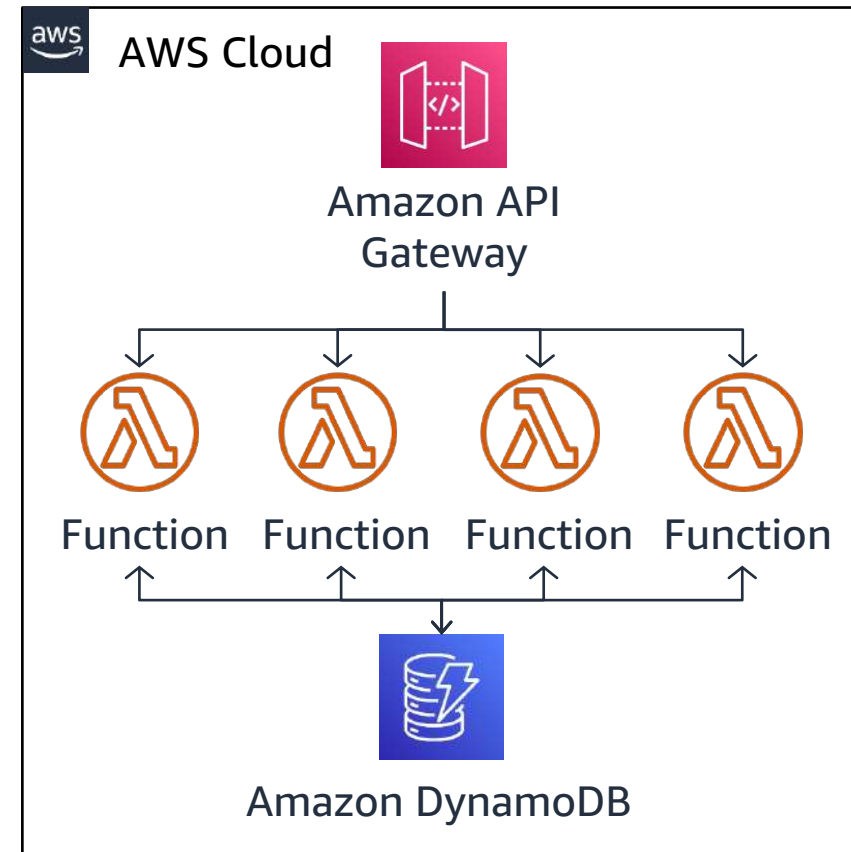 aws
AWS Cloud
</>
Amazon API
Gateway
Function Function Function Function
Amazon DynamoDB